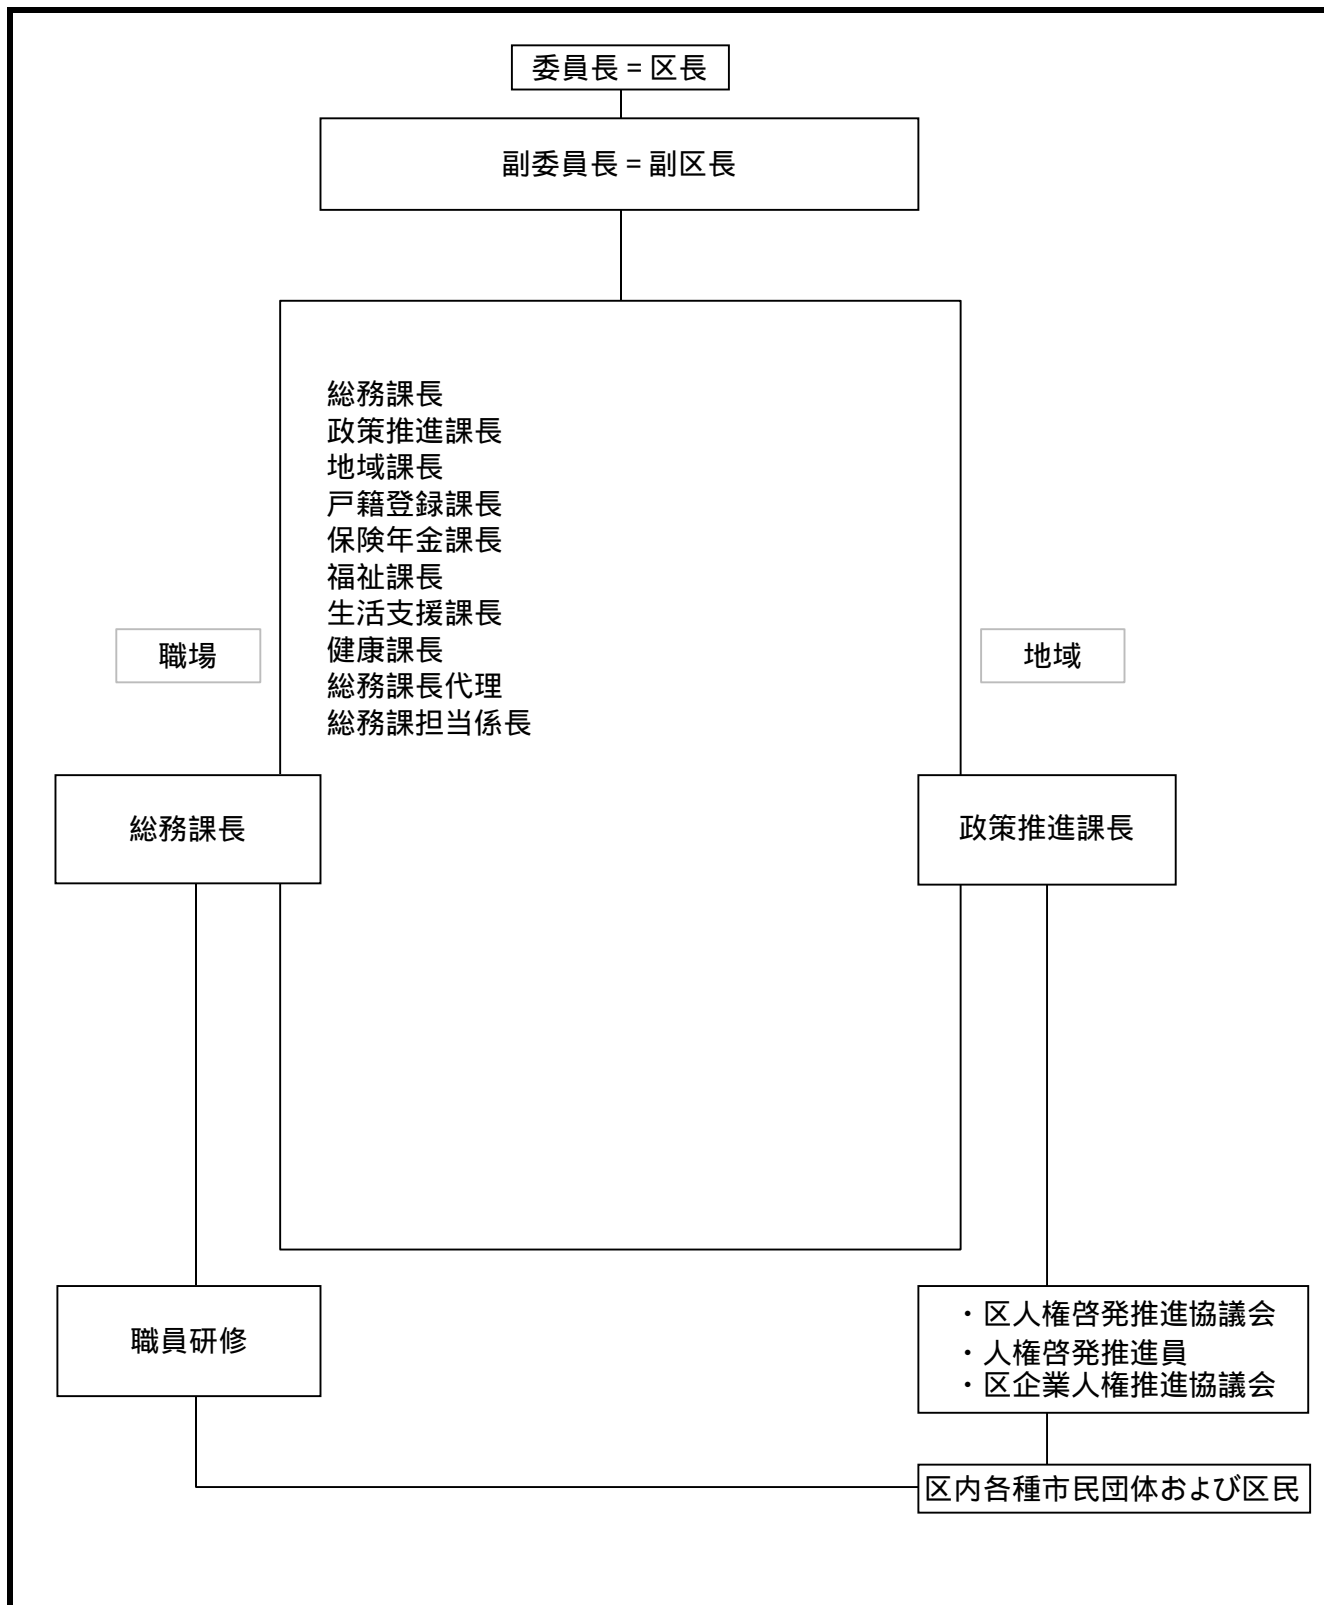 委員長 = 区長
副委員長 = 副区長
総務課長
政策推進課長
地域課長
戸籍登録課長
保険年金課長
福祉課長
生活支援課長
健康課長
総務課長代理
総務課担当係長
職場
地域
総務課長
政策推進課長
職員研修
・区人権啓発推進協議会
・人権啓発推進員
・区企業人権推進協議会
区内各種市民団体および区民